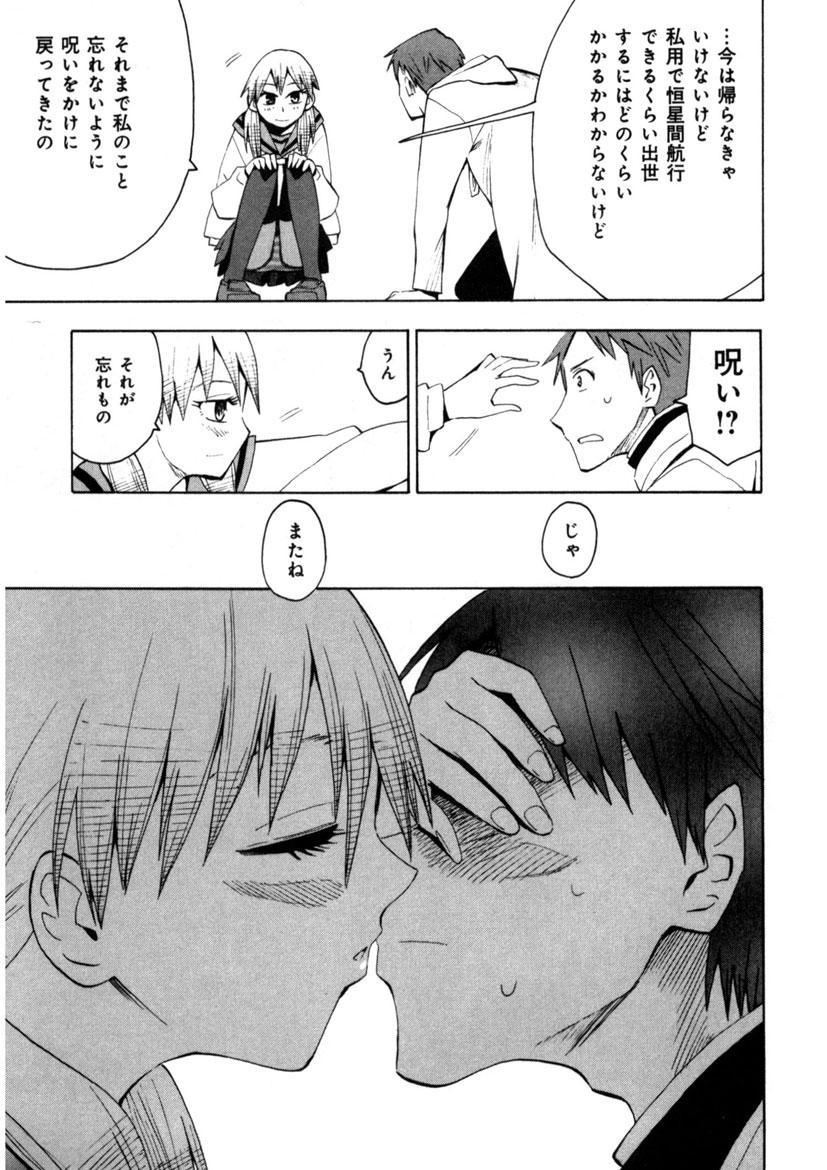 …今は帰らなきゃ
いけないけど
私用で恒星間航行
できるくらい出世
するにはどのくらい
かかるかわからないけど
それまで私のこと
忘れないように
呪いをかけに
戻ってきたの
呪い!?
うん
それが
忘れもの
じゃ
またね